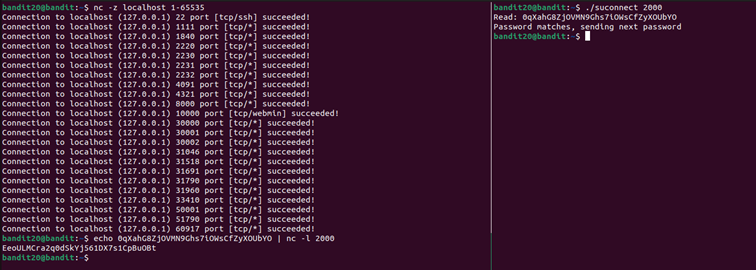 bandit20@bandit:~$ nc -z localhost 1-65535
Connection to localhost (127.0.0.1) 22 port [tcp/ssh] succeeded!
Connection to localhost (127.0.0.1) 1111 port [tcp/*] succeeded!
Connection to localhost (127.0.0.1) 1840 port [tcp/*] succeeded!
Connection to localhost (127.0.0.1) 2220 port [tcp/*] succeeded!
Connection to localhost (127.0.0.1) 2230 port [tcp/*] succeeded!
Connection to localhost (127.0.0.1) 2231 port [tcp/*] succeeded!
Connection to localhost (127.0.0.1) 2232 port [tcp/*] succeeded!
Connection to localhost (127.0.0.1) 4091 port [tcp/*] succeeded!
Connection to localhost (127.0.0.1) 4321 port [tcp/*] succeeded!
Connection to localhost (127.0.0.1) 8000 port [tcp/*] succeeded!
Connection to localhost (127.0.0.1) 10000 port [tcp/webmin] succeeded!
Connection to localhost (127.0.0.1) 30000 port [tcp/*] succeeded!
Connection to localhost (127.0.0.1) 30001 port [tcp/*] succeeded!
Connection to localhost (127.0.0.1) 30002 port [tcp/*] succeeded!
Connection to localhost (127.0.0.1) 31046 port [tcp/*] succeeded!
Connection to localhost (127.0.0.1) 31518 port [tcp/*] succeeded!
Connection to localhost (127.0.0.1) 31691 port [tcp/*] succeeded!
Connection to localhost (127.0.0.1) 31790 port [tcp/*] succeeded!
Connection to localhost (127.0.0.1) 31960 port [tcp/*] succeeded!
Connection to localhost (127.0.0.1) 33410 port [tcp/*] succeeded!
Connection to localhost (127.0.0.1) 50001 port [tcp/*] succeeded!
Connection to localhost (127.0.0.1) 51790 port [tcp/*] succeeded!
Connection to localhost (127.0.0.1) 60917 port [tcp/*] succeeded!
bandit20@bandit:~$ echo 0qXahG8ZjOVMN9Ghs7iOWsCfZyXOUbYO | nc -l 2000
EeoULMCra2q0dSkYj561DX7s1CpBuOBt
bandit20@bandit:~$
bandit20@bandit:~$ ./suconnect 2000
Read: 0qXahG8ZjOVMN9Ghs7iOWsCfZyXOUbYO
Password matches, sending next password
bandit20@bandit:~$